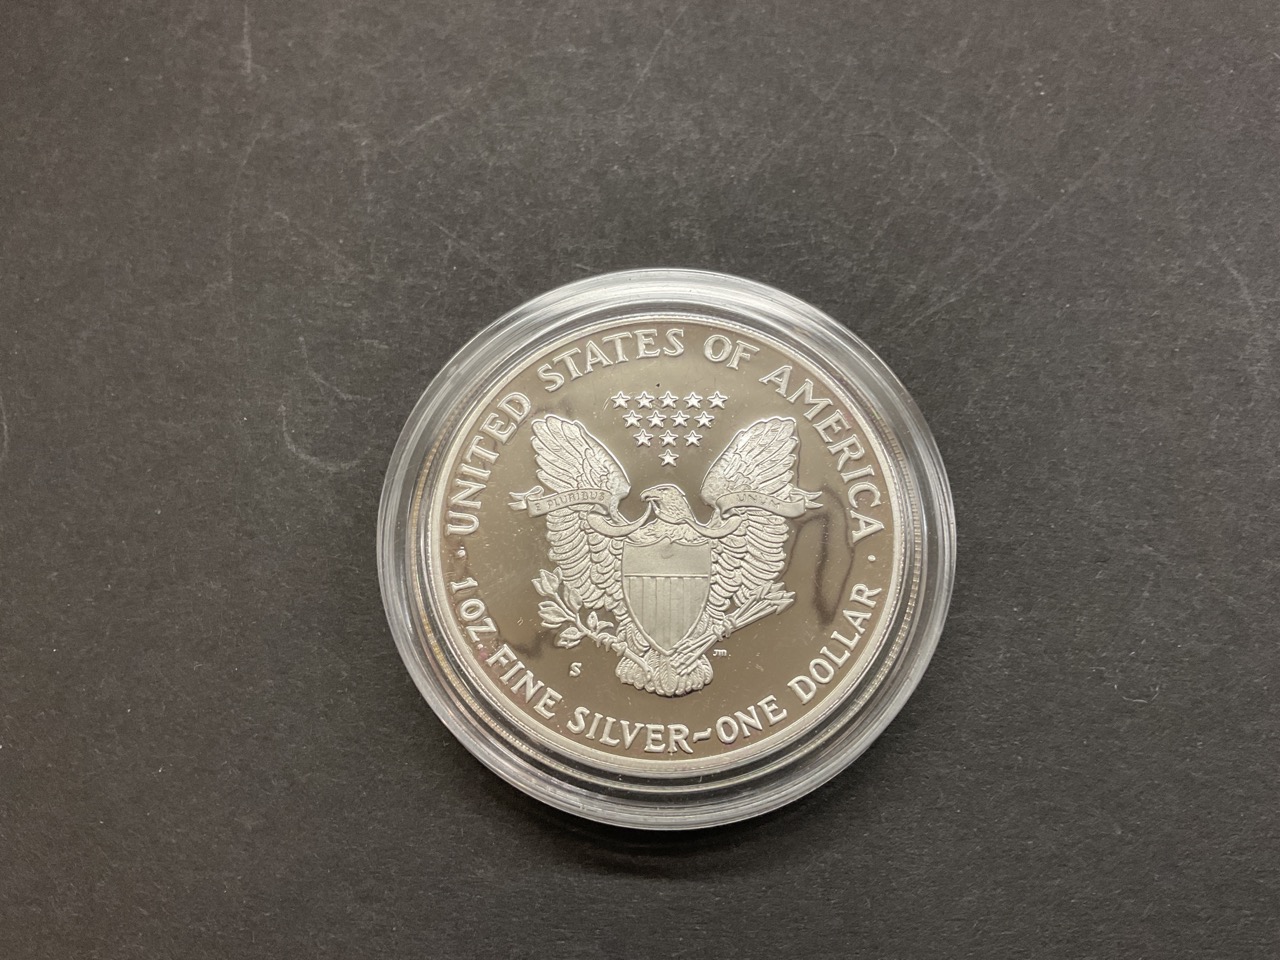 UNITED STATES OF AMERICA
E PLURIBUS UNUM
S
JM
1 OZ. FINE SILVER~ONE DOLLAR